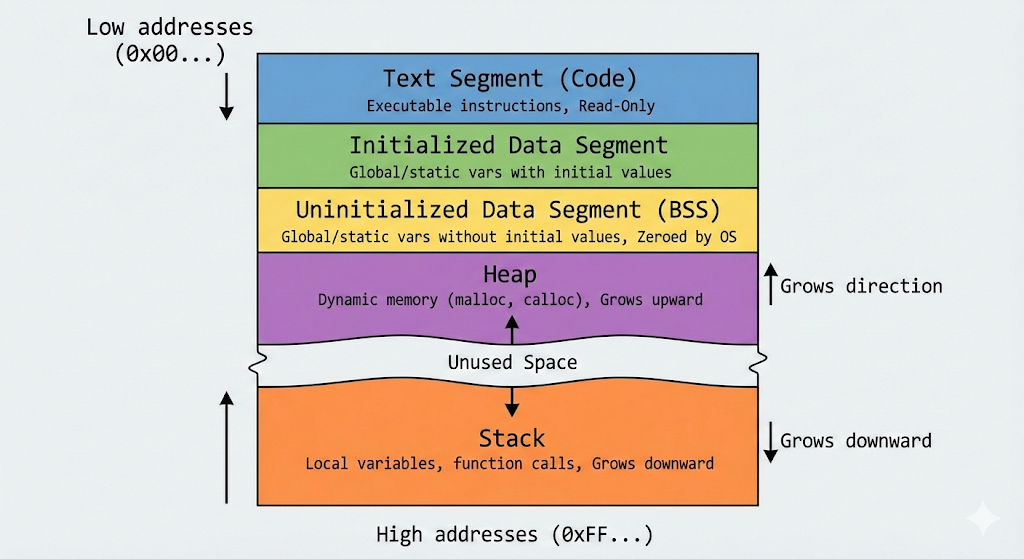 Low addresses
(0x00...)
Text Segment (Code)
Executable instructions, Read-Only
Initialized Data Segment
Global/static vars with initial values
Uninitialized Data Segment (BSS)
Global/static vars without initial values, Zeroed by OS
Heap
Dynamic memory (malloc, calloc), Grows upward
Grows direction
Unused Space
Stack
Local variables, function calls, Grows downward
Grows downward
High addresses (0xFF...)